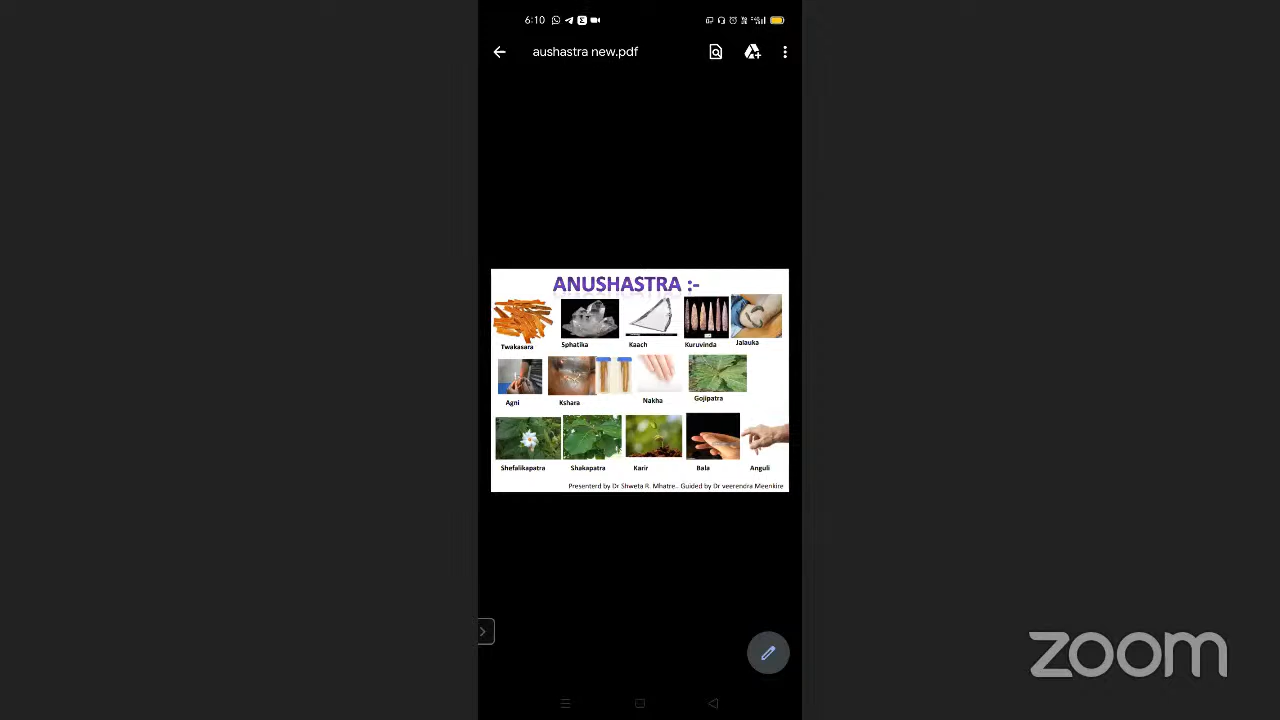 6:10
aushastra new.pdf
ANUSHASTRA :-
Twakasara Sphatika Kaach Kuruvinda Jalauka
Agni Kshara Nakha Gojipatra
Shefalikapatra Shakapatra Karir Bala Anguli
Presenterd by Dr Shweta R. Mhatre.. Guided by Dr veerendra Meenkire
zoom